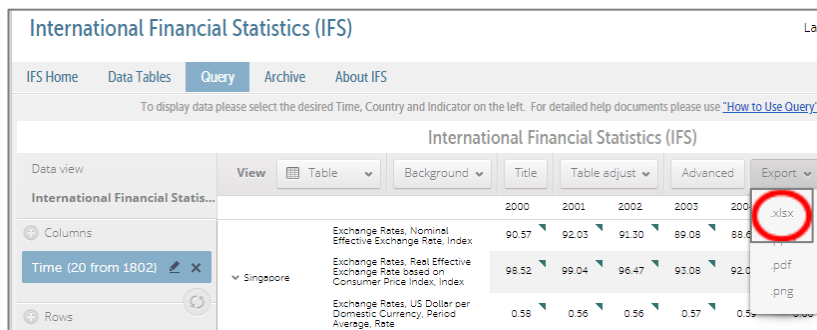 International Financial Statistics (IFS)
La
IFS Home Data Tables Query Archive About IFS
To display data please select the desired Time, Country and Indicator on the left. For detailed help documents please use "How to Use Query"
International Financial Statistics (IFS)
Data view
International Financial Statis...
View Table Background Title Table adjust Advanced Export
Columns
Time (20 from 1802)
Rows
2000 2001 2002 2003 200
Exchange Rates, Nominal
Effective Exchange Rate, Index
90.57 92.03 91.30 89.08 88.6
Singapore
Exchange Rates, Real Effective
Exchange Rate based on
Consumer Price Index, Index
98.52 99.04 96.47 93.08 92.0
Exchange Rates, US Dollar per
Domestic Currency, Period
Average, Rate
0.58 0.56 0.56 0.57
.xlsx
.pdf
.png